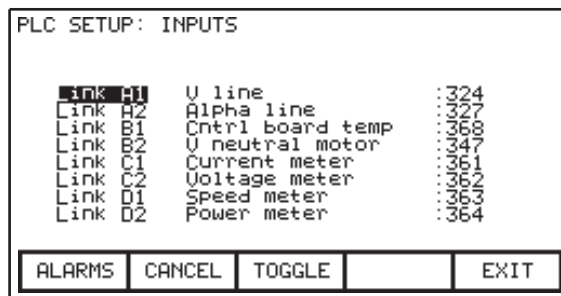 PLC SETUP: INPUTS
Link A1 V line :324
Link A2 Alpha line :327
Link B1 Cntrl board temp :368
Link B2 V neutral motor :347
Link C1 Current meter :361
Link C2 Voltage meter :362
Link D1 Speed meter :363
Link D2 Power meter :364
ALARMS CANCEL TOGGLE EXIT